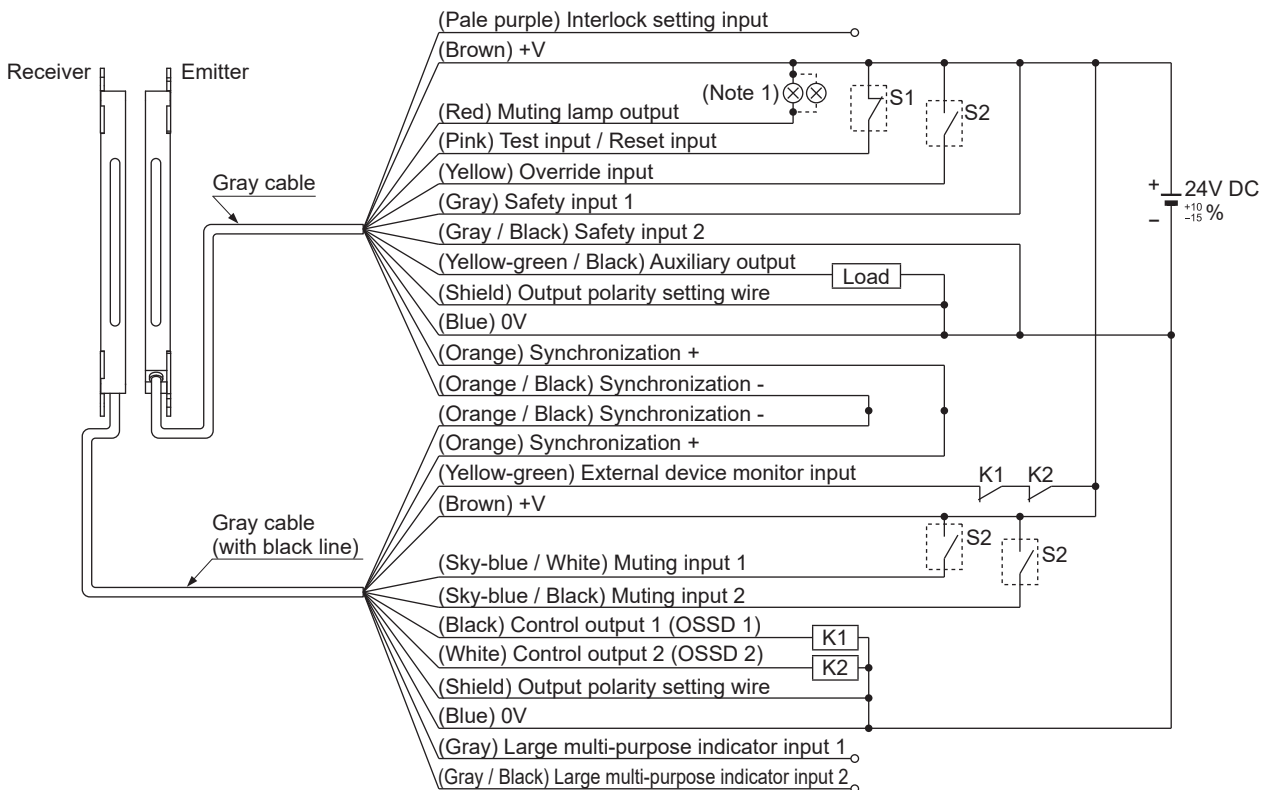 (Pale purple) Interlock setting input
(Brown) +V
Receiver
Emitter
(Note 1)
S1
S2
(Red) Muting lamp output
(Pink) Test input / Reset input
(Yellow) Override input
Gray cable
(Gray) Safety input 1
+
24V DC
+10
-15 %
−
(Gray / Black) Safety input 2
(Yellow-green / Black) Auxiliary output
Load
(Shield) Output polarity setting wire
(Blue) 0V
(Orange) Synchronization +
(Orange / Black) Synchronization -
(Orange / Black) Synchronization -
(Orange) Synchronization +
(Yellow-green) External device monitor input
K1
K2
(Brown) +V
Gray cable
(with black line)
S2
S2
(Sky-blue / White) Muting input 1
(Sky-blue / Black) Muting input 2
(Black) Control output 1 (OSSD 1)
K1
(White) Control output 2 (OSSD 2)
K2
(Shield) Output polarity setting wire
(Blue) 0V
(Gray) Large multi-purpose indicator input 1
(Gray / Black) Large multi-purpose indicator input 2